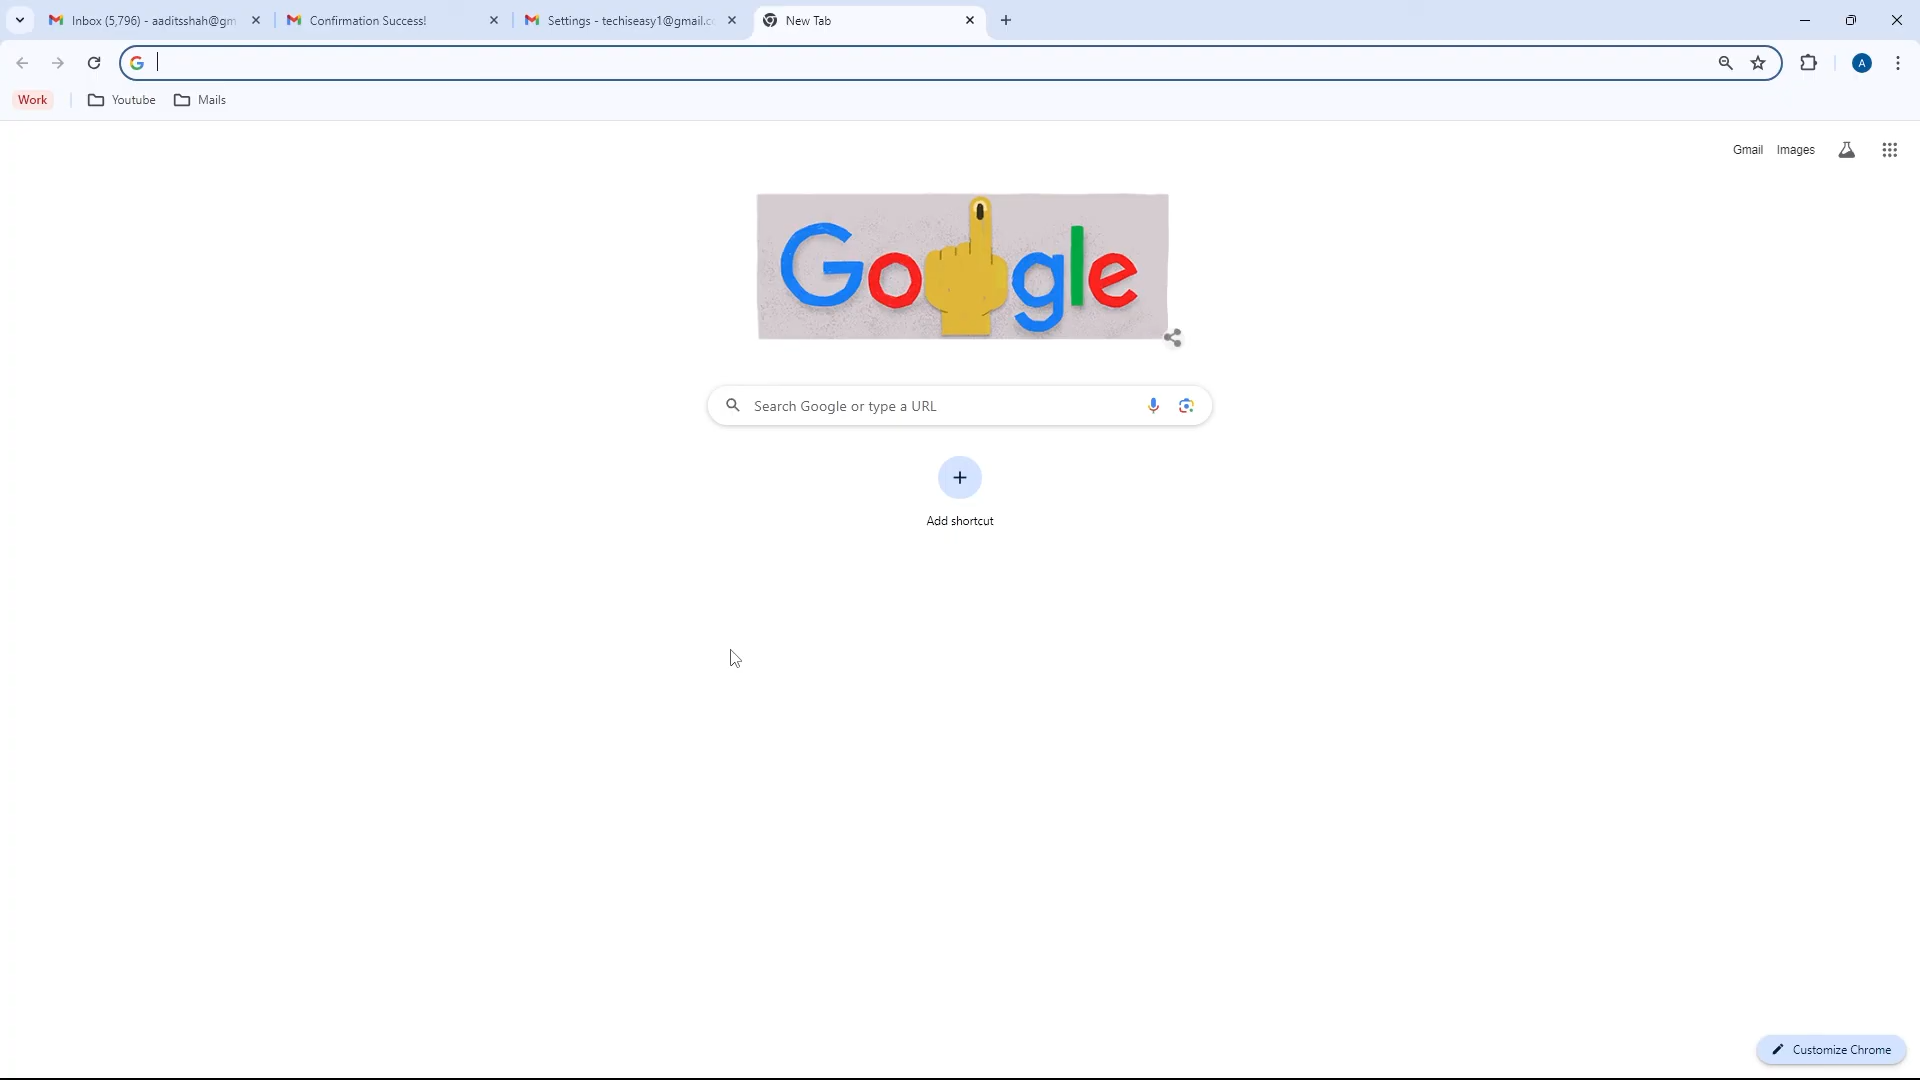 Inbox (5,796) - aaditsshah@gm
Confirmation Success!
Settings - techiseasy1@gmail.co
New Tab
Work
Youtube
Mails
Gmail
Images
Google
Search Google or type a URL
Add shortcut
Customize Chrome
A